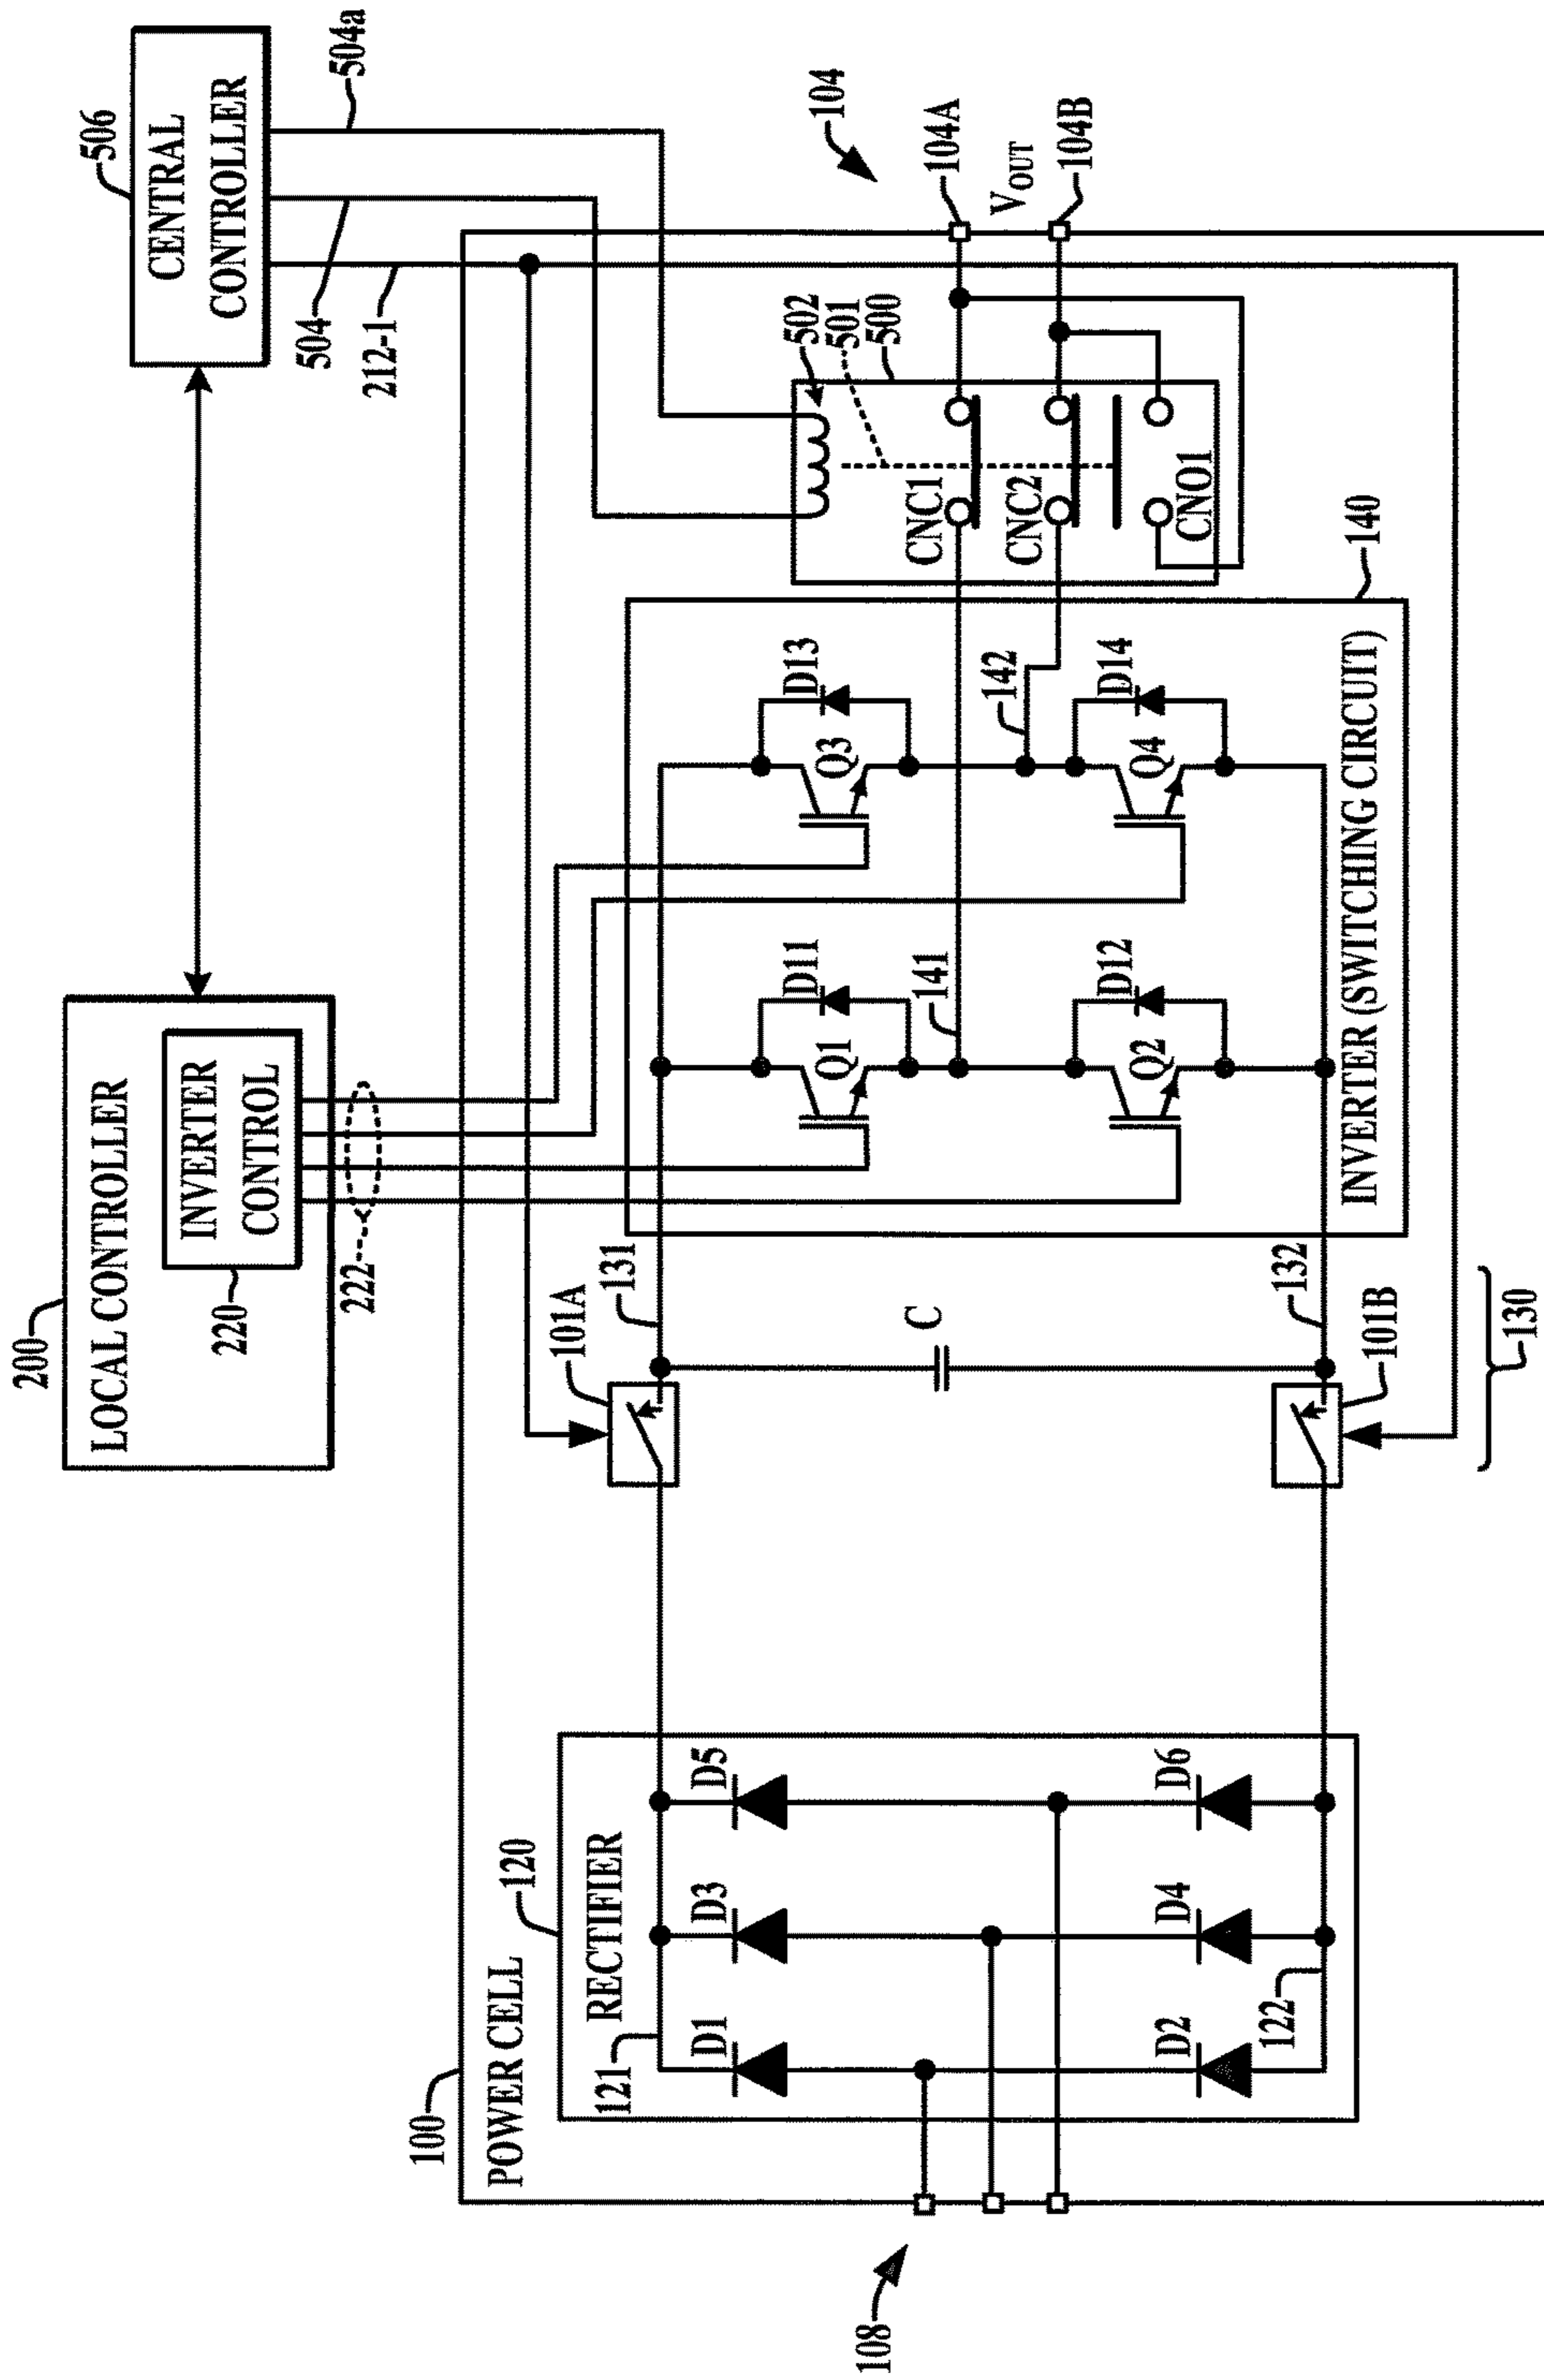 200
LOCAL CONTROLLER
INVERTER
CONTROL
220
222
506
CENTRAL
CONTROLLER
504a
504
212-1
100
POWER CELL
120
RECTIFIER
121
D1
D3
D5
D2
D4
D6
122
108
101A
131
C
132
101B
130
D11
Q1
141
D12
Q2
D13
Q3
142
D14
Q4
INVERTER (SWITCHING CIRCUIT)
140
502
501
500
CNC1
CNC2
CNO1
104
104A
VOUT
104B